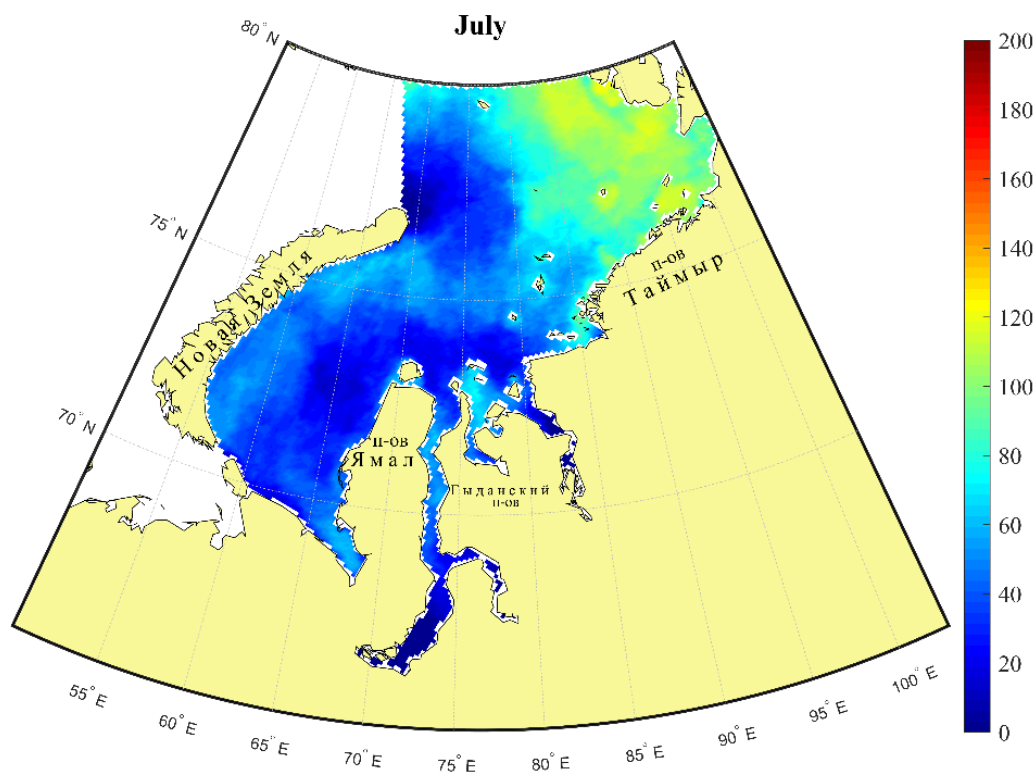 July
80° N
75° N
70° N
Новая Земля
п-ов
Таймыр
п-ов
Ямал
Гыданский
п-ов
55° E
60° E
65° E
70° E
75° E
80° E
85° E
90° E
95° E
100° E
200
180
160
140
120
100
80
60
40
20
0